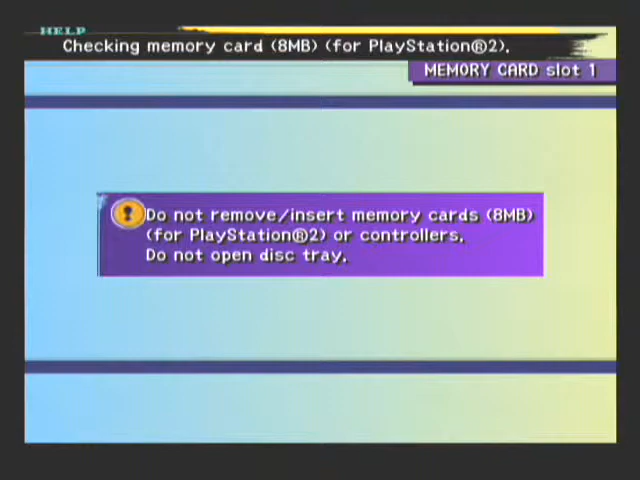 HELP
Checking memory card (8MB) (for PlayStation®2).
MEMORY CARD slot 1
Do not remove/insert memory cards (8MB)
(for PlayStation®2) or controllers.
Do not open disc tray.